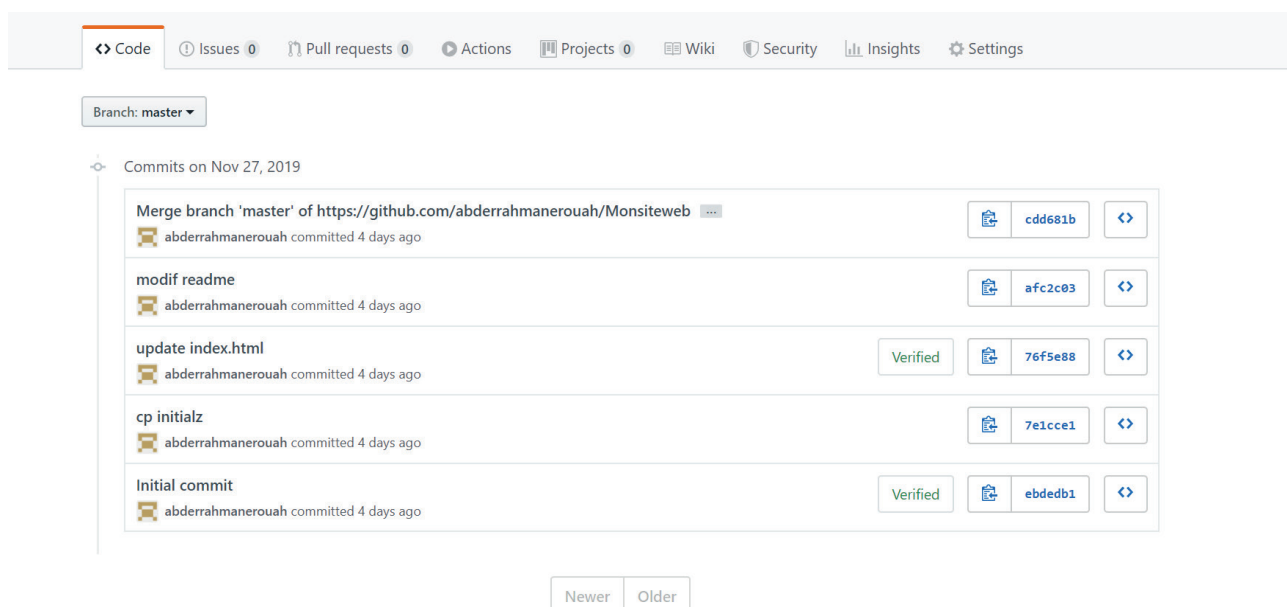 <> Code Issues 0 Pull requests 0 Actions Projects 0 Wiki Security Insights Settings
Branch: master
Commits on Nov 27, 2019
Merge branch 'master' of https://github.com/abderrahmanerouah/Monsiteweb ...
cdd681b <>
abderrahmanerouah committed 4 days ago
modif readme
afc2c03 <>
abderrahmanerouah committed 4 days ago
update index.html
Verified 76f5e88 <>
abderrahmanerouah committed 4 days ago
cp initialz
7e1cce1 <>
abderrahmanerouah committed 4 days ago
Initial commit
Verified ebdedb1 <>
abderrahmanerouah committed 4 days ago
Newer Older